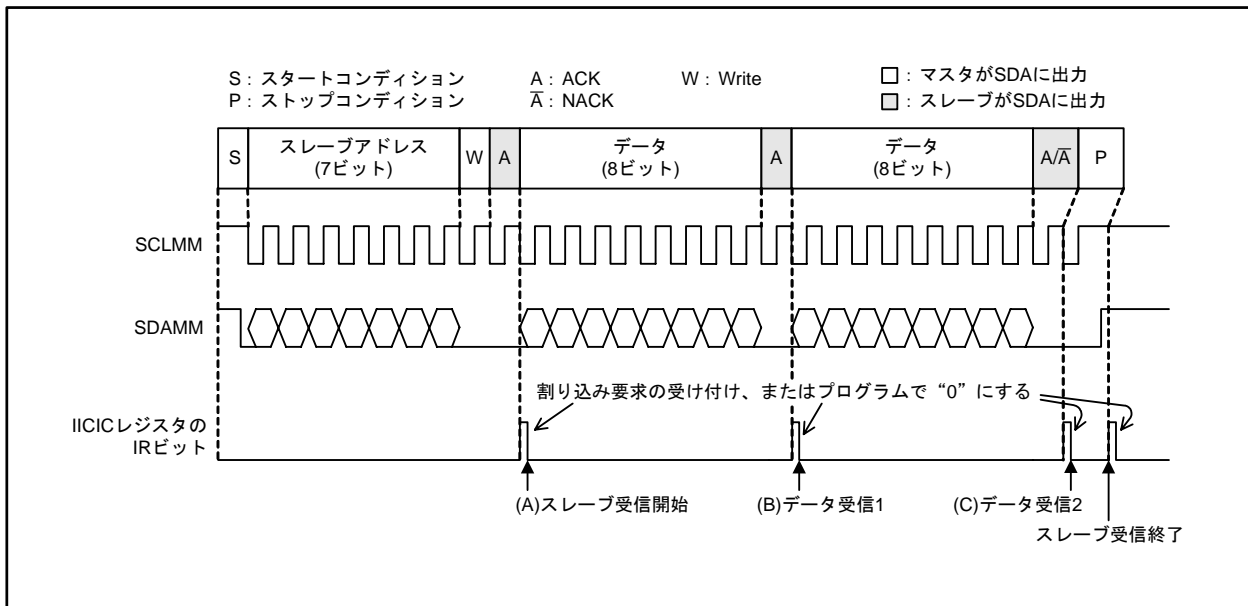 S : スタートコンディション A : ACK W : Write □ : マスタがSDAに出力
P : ストップコンディション A̅ : NACK □ : スレーブがSDAに出力
S スレーブアドレス (7ビット) W A データ (8ビット) A データ (8ビット) A/A̅ P
SCLMM
SDAMM
割り込み要求の受け付け、またはプログラムで“0”にする
IICICレジスタの
IRビット
(A)スレーブ受信開始 (B)データ受信1 (C)データ受信2
スレーブ受信終了